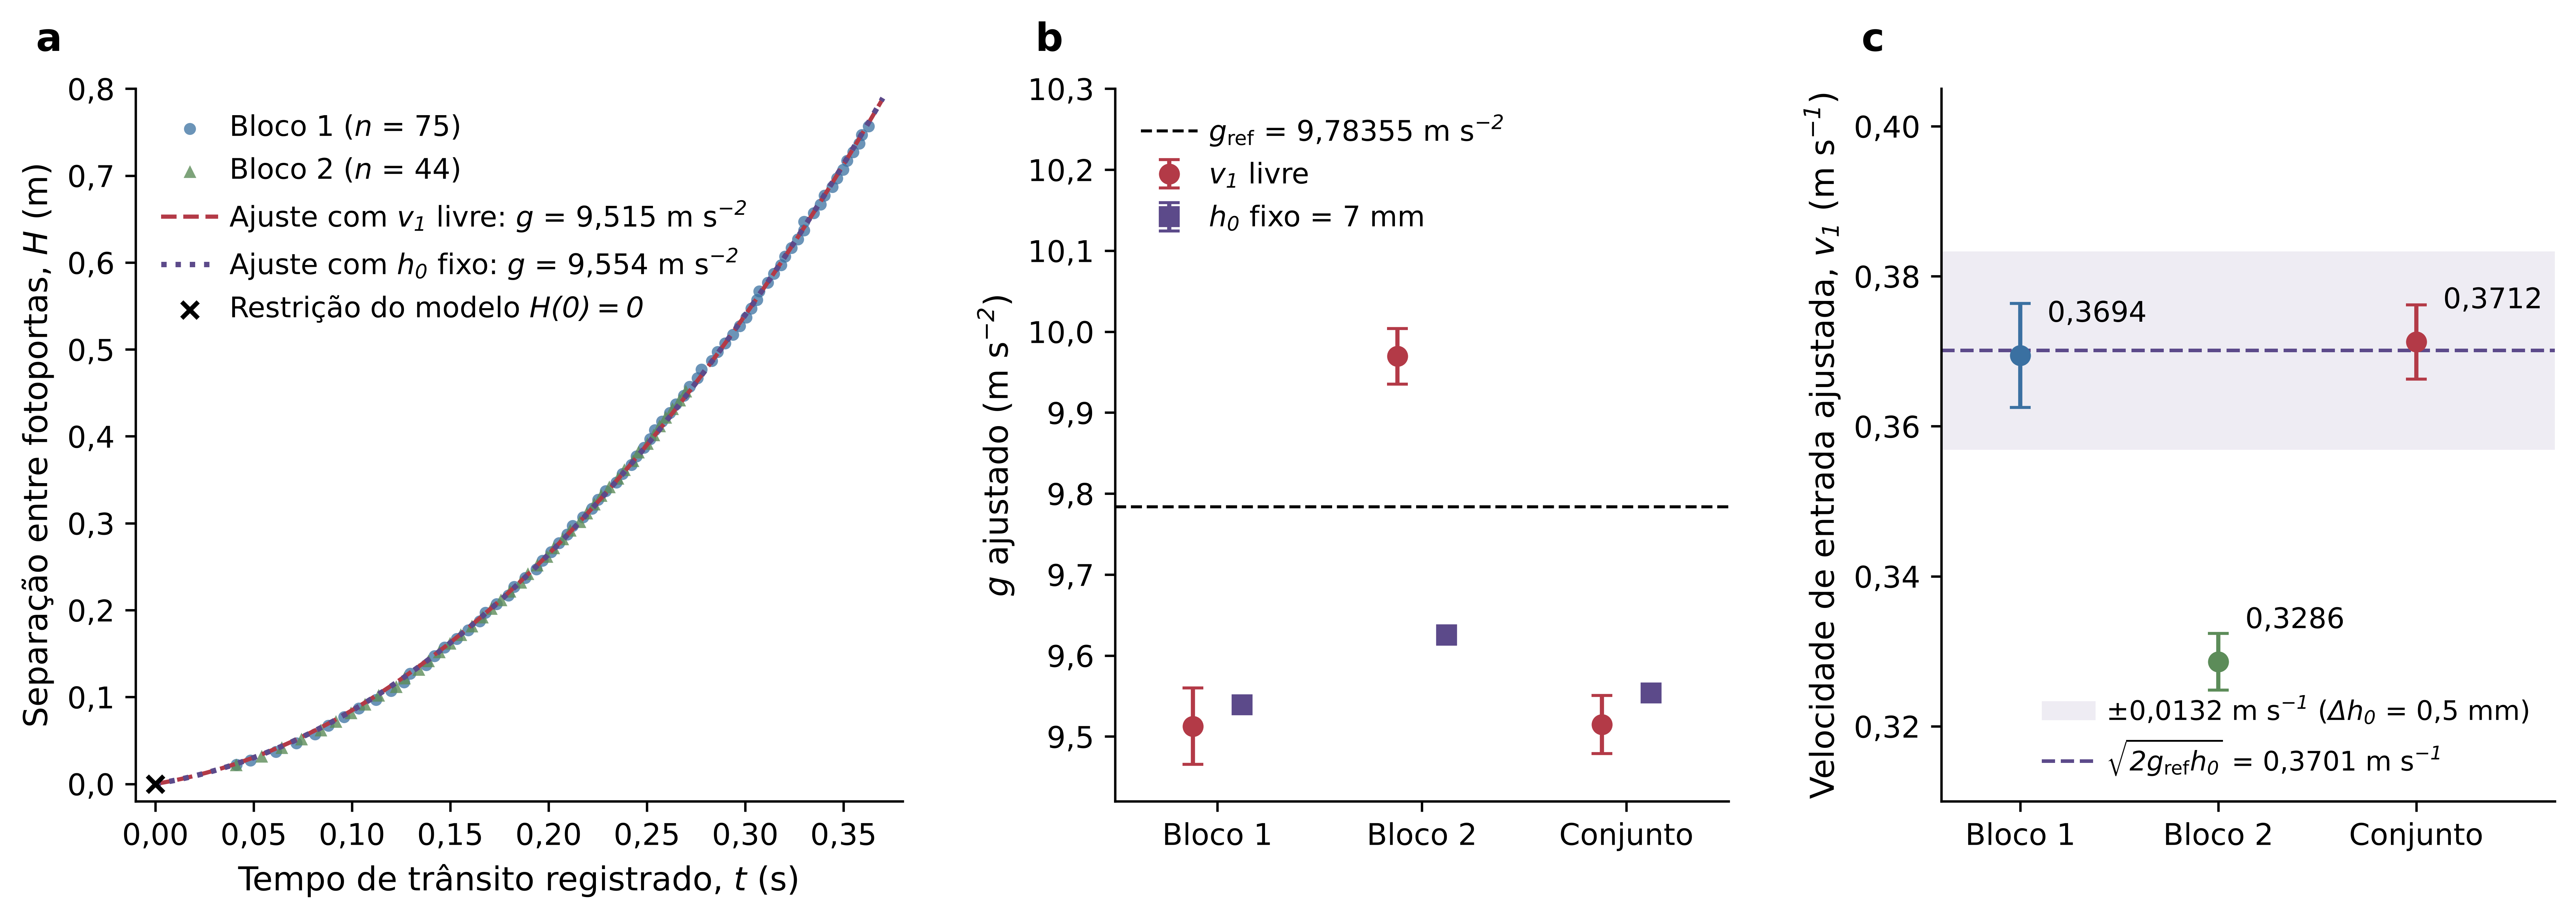 a
Separação entre fotoportas, H (m)
0,8
0,7
0,6
0,5
0,4
0,3
0,2
0,1
0,0
Bloco 1 (n = 75)
Bloco 2 (n = 44)
Ajuste com v₁ livre: g = 9,515 m s⁻²
Ajuste com h₀ fixo: g = 9,554 m s⁻²
Restrição do modelo H(0) = 0
0,00 0,05 0,10 0,15 0,20 0,25 0,30 0,35
Tempo de trânsito registrado, t (s)
b
g ajustado (m s⁻²)
10,3
10,2
10,1
10,0
9,9
9,8
9,7
9,6
9,5
g_ref = 9,78355 m s⁻²
v₁ livre
h₀ fixo = 7 mm
Bloco 1 Bloco 2 Conjunto
c
Velocidade de entrada ajustada, v₁ (m s⁻¹)
0,40
0,38
0,36
0,34
0,32
0,3694
0,3712
0,3286
±0,0132 m s⁻¹ (Δh₀ = 0,5 mm)
√2g_refh₀ = 0,3701 m s⁻¹
Bloco 1 Bloco 2 Conjunto